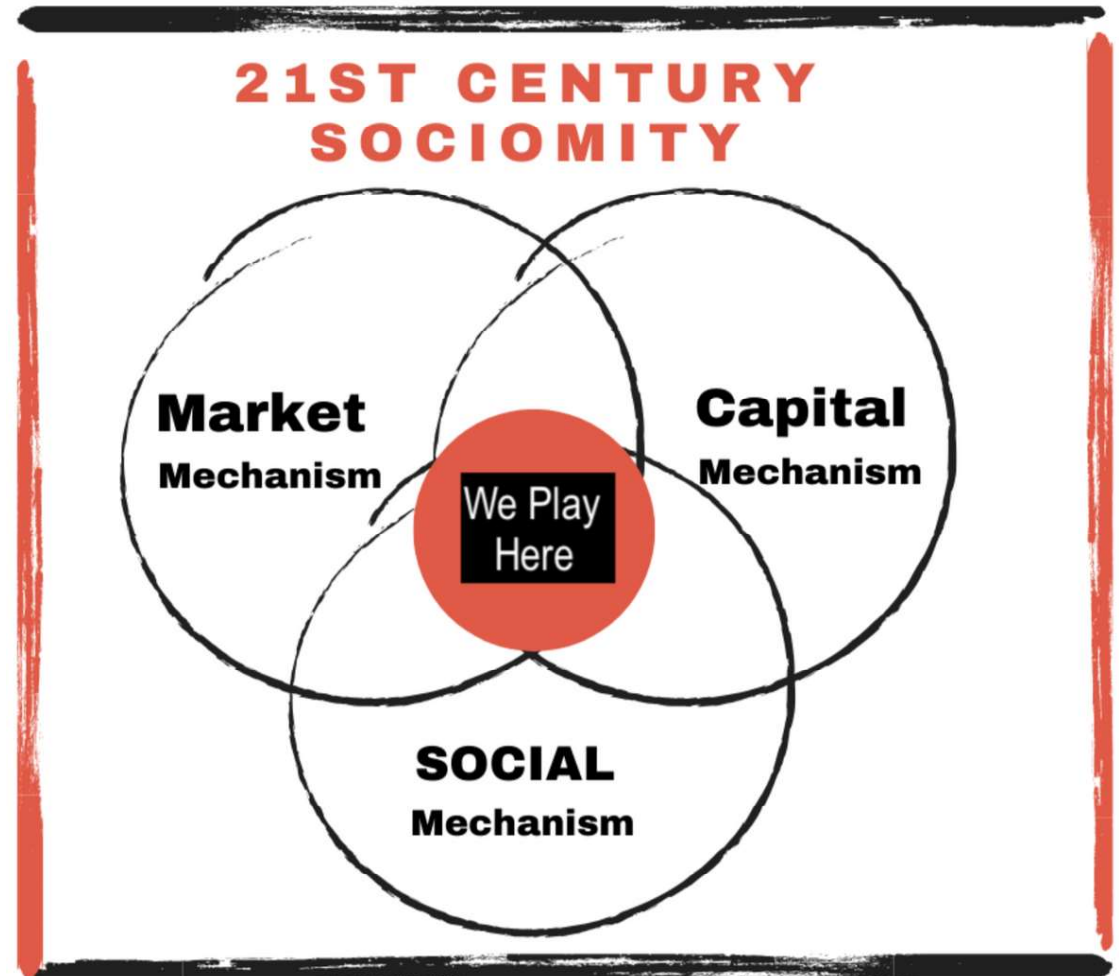 21ST CENTURY
SOCIOMITY
Market
Mechanism
Capital
Mechanism
We Play
Here
SOCIAL
Mechanism